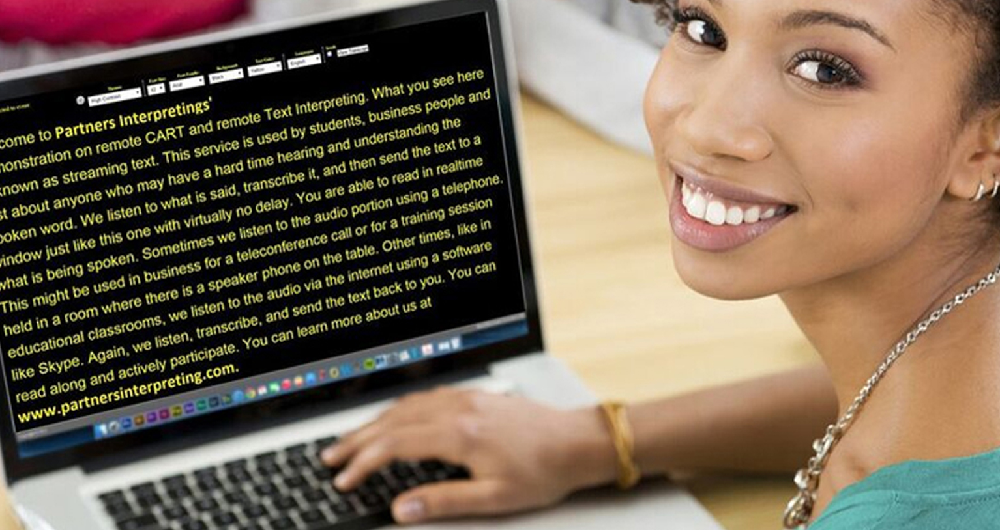 Themes:
High Contrast
Font Size:
42
Font Family:
Arial
Background:
Black
Text Color:
Yellow
Languages:
English
Scroll:
View Transcript
come to Partners Interpretings'
monstration on remote CART and remote Text Interpreting. What you see here
known as streaming text. This service is used by students, business people and
st about anyone who may have a hard time hearing and understanding the
poken word. We listen to what is said, transcribe it, and then send the text to a
window just like this one with virtually no delay. You are able to read in realtime
what is being spoken. Sometimes we listen to the audio portion using a telephone.
This might be used in business for a teleconference call or for a training session
held in a room where there is a speaker phone on the table. Other times, like in
educational classrooms, we listen to the audio via the internet using a software
like Skype. Again, we listen, transcribe, and send the text back to you. You can
read along and actively participate. You can learn more about us at
www.partnersinterpreting.com.